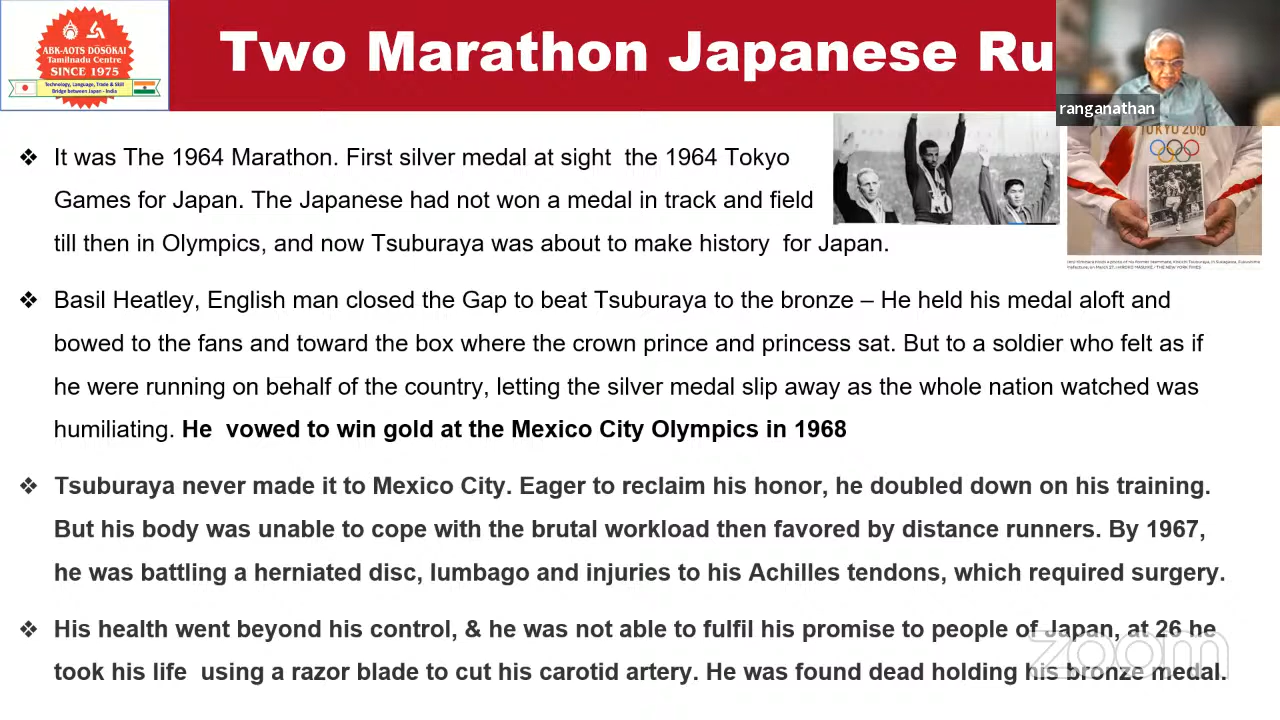 ABK-AOTS DŌSŌKAI
Tamilnadu Centre
SINCE 1975
Technology, Language, Trade & Skill
Bridge between Japan - India
Two Marathon Japanese Ru
ranganathan
❖ It was The 1964 Marathon. First silver medal at sight the 1964 Tokyo
Games for Japan. The Japanese had not won a medal in track and field
till then in Olympics, and now Tsuburaya was about to make history for Japan.
TOKYO 2020
❖ Basil Heatley, English man closed the Gap to beat Tsuburaya to the bronze – He held his medal aloft and
bowed to the fans and toward the box where the crown prince and princess sat. But to a soldier who felt as if
he were running on behalf of the country, letting the silver medal slip away as the whole nation watched was
humiliating. He vowed to win gold at the Mexico City Olympics in 1968
❖ Tsuburaya never made it to Mexico City. Eager to reclaim his honor, he doubled down on his training.
But his body was unable to cope with the brutal workload then favored by distance runners. By 1967,
he was battling a herniated disc, lumbago and injuries to his Achilles tendons, which required surgery.
❖ His health went beyond his control, & he was not able to fulfil his promise to people of Japan, at 26 he
took his life using a razor blade to cut his carotid artery. He was found dead holding his bronze medal.
zoom